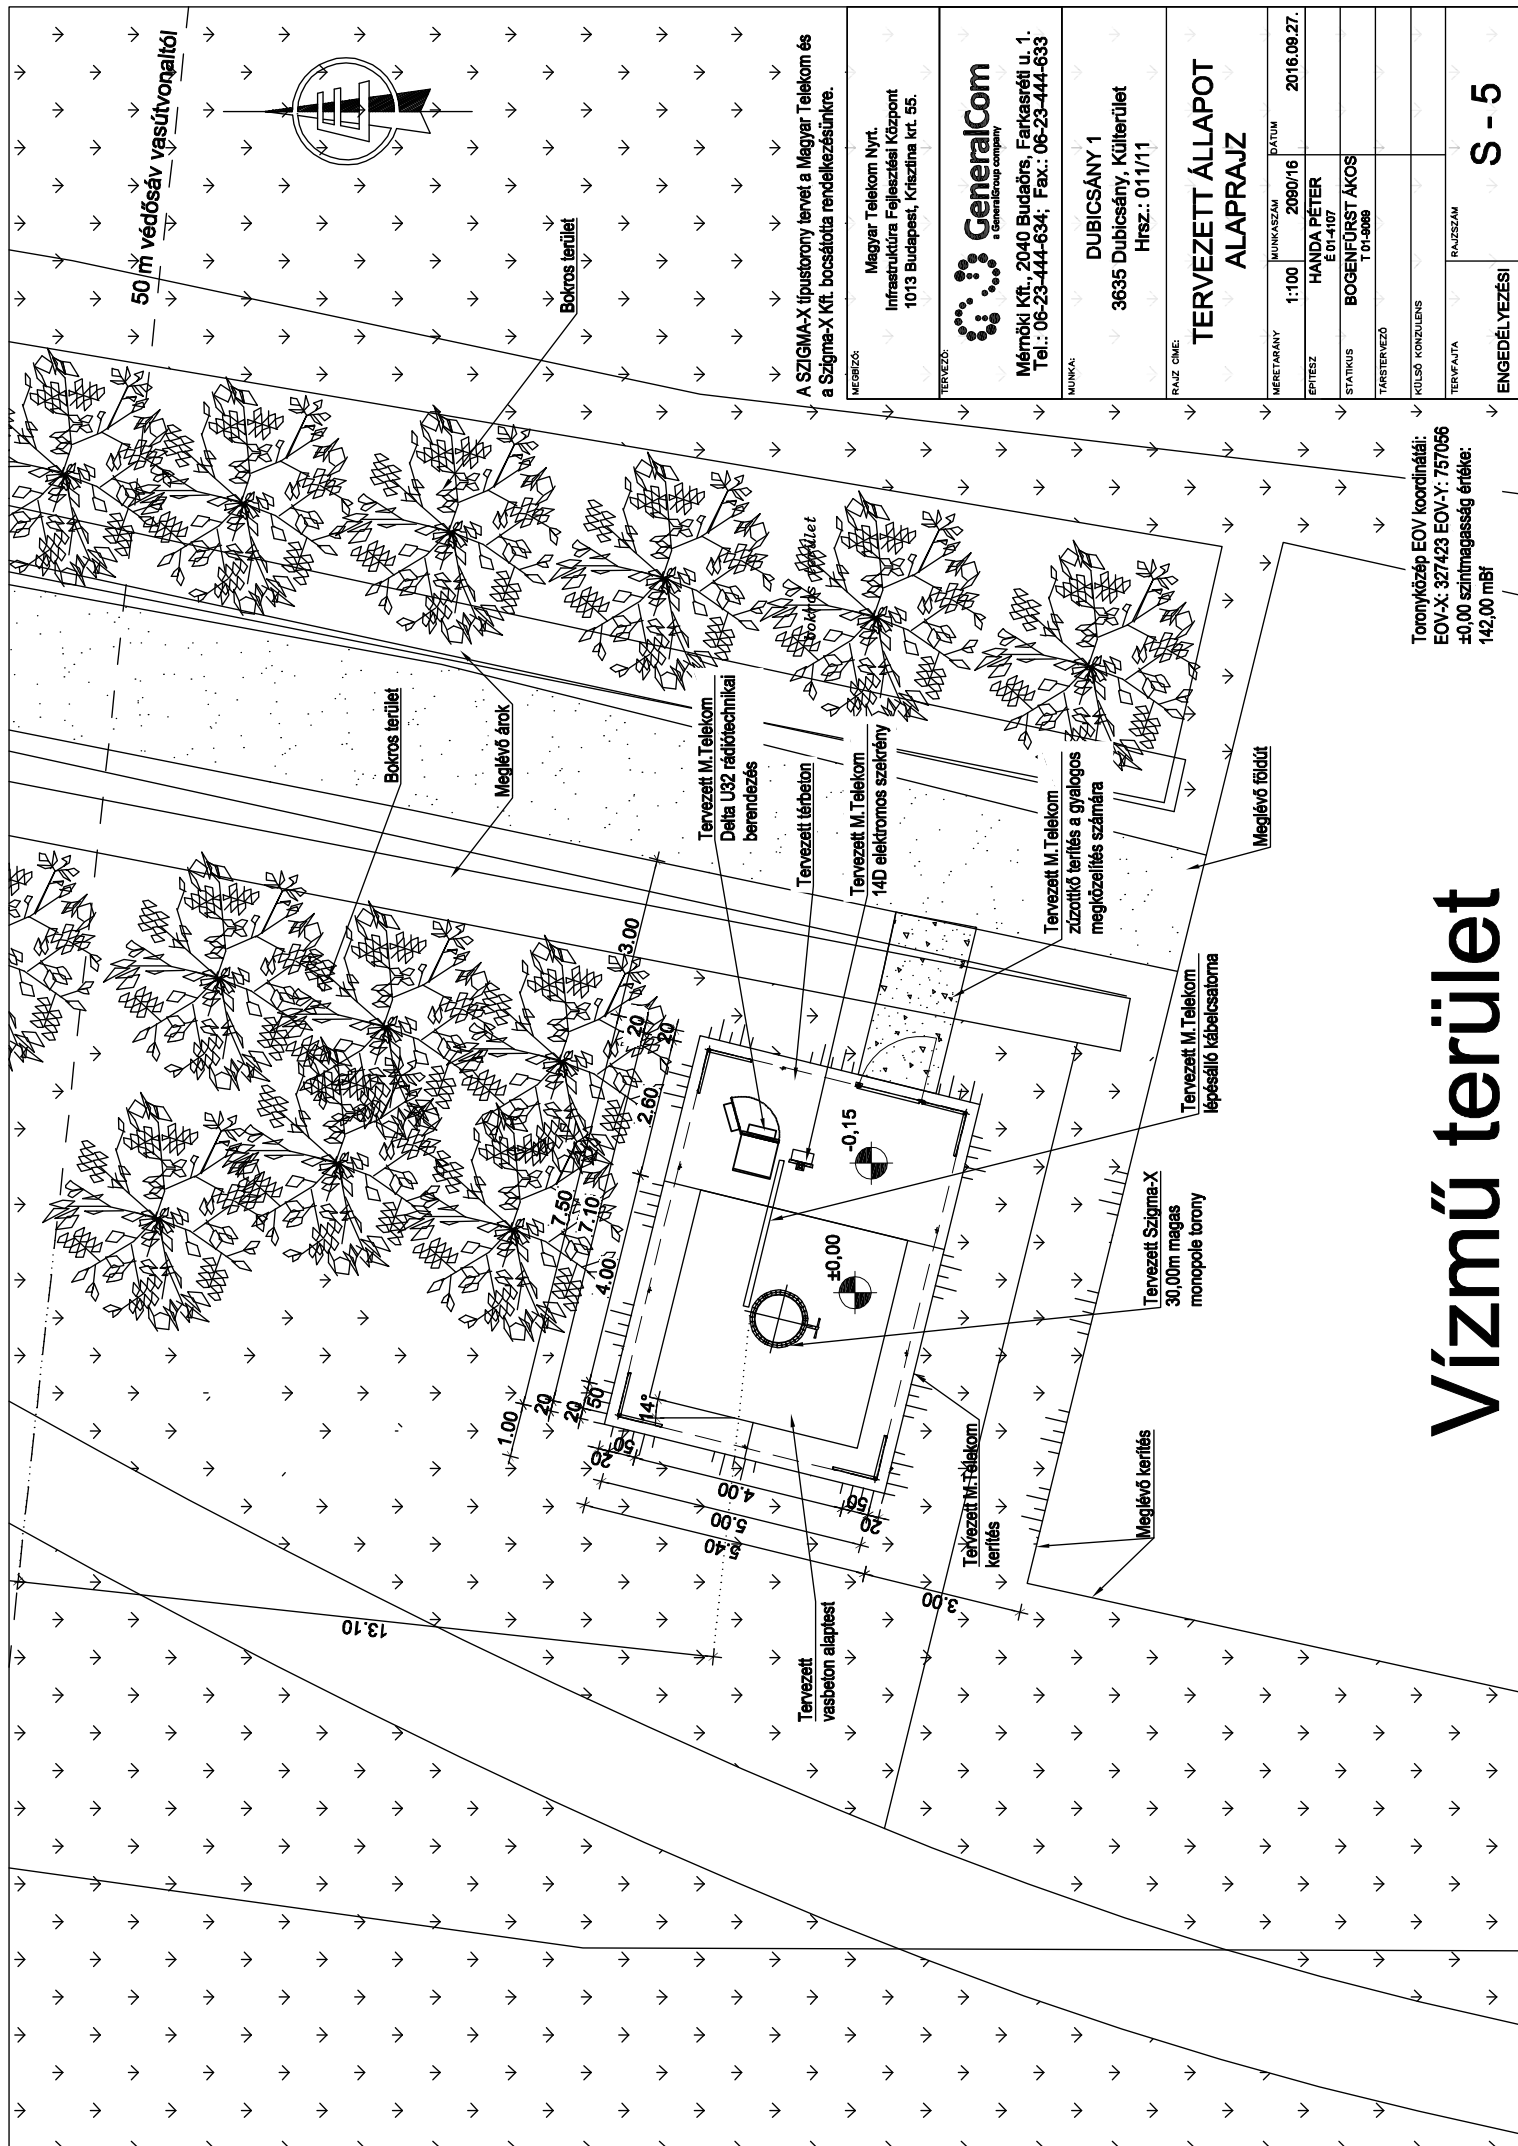 50 m védősáv vasútvonaltól
É
Bokros terület
A SZIGMA-X típustorony tervet a Magyar Telekom és
a Szigma-X Kft. bocsátotta rendelkezésünkre.
Bokros terület
Meglévő árok
Tervezett M.Telekom
Delta U32 rádiótechnikai
berendezés
Tervezett térbeton
bokros terület
Tervezett M.Telekom
14D elektromos szekrény
Tervezett M.Telekom
zúzottkő terítés a gyalogos
megközelítés számára
Meglévő földút
Tervezett M.Telekom
lépésálló kábelcsatorna
Tervezett Szigma-X
30,00m magas
monopole torony
Meglévő kerítés
Tervezett M.Telekom
kerítés
Tervezett
vasbeton alaptest
3.00
20
20
2.60
7.50
7.10
4.00
1.00
20
20
50
14°
20
50
4.00
5.00
5.40
50
20
3.00
13.10
-0,15
±0,00
Toronyközép EOV koordinátái:
EOV-X: 327423 EOV-Y: 757056
±0,00 szintmagasság értéke:
142,00 mBf
Vízmű terület
MEGBÍZÓ:
Magyar Telekom Nyrt.
Infrastruktúra Fejlesztési Központ
1013 Budapest, Krisztina krt. 55.
TERVEZŐ:
GeneralCom
a GeneralGroup company
Mérnöki Kft., 2040 Budaörs, Farkasréti u. 1.
Tel.: 06-23-444-634; Fax.: 06-23-444-633
MUNKA:
DUBICSÁNY 1
3635 Dubicsány, Külterület
Hrsz.: 011/11
RAJZ CÍME:
TERVEZETT ÁLLAPOT
ALAPRAJZ
MÉRETARÁNY 1:100 MUNKASZÁM 2090/16 DÁTUM 2016.09.27.
ÉPÍTÉSZ HANDA PÉTER
É 01-4107
STATIKUS BOGENFÜRST ÁKOS
T 01-9069
TÁRSTERVEZŐ
KÜLSŐ KONZULENS
TERVFAJTA ENGEDÉLYEZÉSI
RAJZSZÁM S - 5